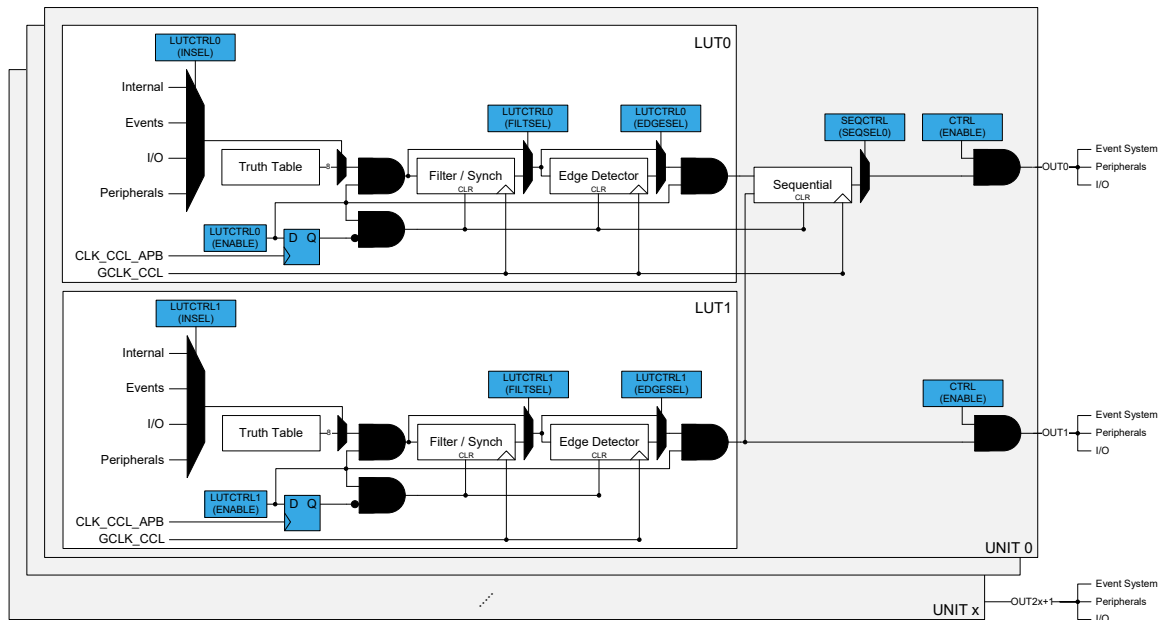 LUT0
LUTCTRL0
(INSEL)
Internal
Events
I/O
Peripherals
Truth Table
8
LUTCTRL0
(FILTSEL)
LUTCTRL0
(EDGESEL)
Filter / Synch
CLR
Edge Detector
CLR
LUTCTRL0
(ENABLE)
D Q
CLK_CCL_APB
GCLK_CCL
SEQCTRL
(SEQSEL0)
Sequential
CLR
CTRL
(ENABLE)
OUT0
Event System
Peripherals
I/O
LUT1
LUTCTRL1
(INSEL)
Internal
Events
I/O
Peripherals
Truth Table
8
LUTCTRL1
(FILTSEL)
LUTCTRL1
(EDGESEL)
Filter / Synch
CLR
Edge Detector
CLR
LUTCTRL1
(ENABLE)
D Q
CLK_CCL_APB
GCLK_CCL
CTRL
(ENABLE)
OUT1
Event System
Peripherals
I/O
UNIT 0
UNIT x
OUT2x+1
Event System
Peripherals
I/O